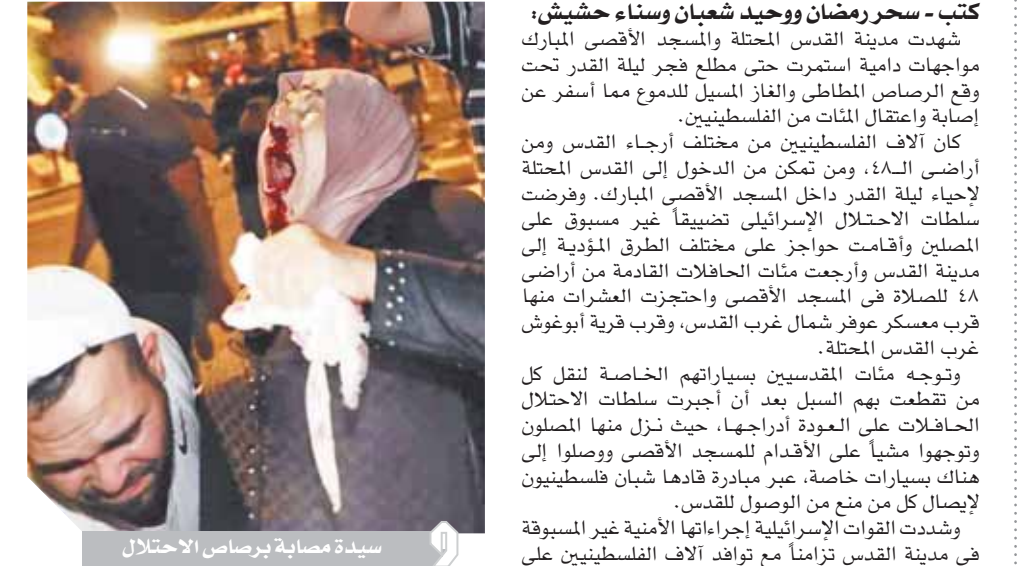 كتب - سحر رمضان ووحيد شعبان وسناء حشيش:
شهدت مدينة القدس المحتلة والمسجد الأقصى المبارك
مواجهات دامية استمرت حتى مطلع فجر ليلة القدر تحت
وقع الرصاص المطاطى والغاز المسيل للدموع مما أسفر عن
إصابة واعتقال المئات من الفلسطينيين.
كان آلاف الفلسطينيين من مختلف أرجاء القدس ومن
أراضى الـ٤٨، ومن تمكن من الدخول إلى القدس المحتلة
لإحياء ليلة القدر داخل المسجد الأقصى المبارك. وفرضت
سلطات الاحتلال الإسرائيلى تضييقاً غير مسبوق على
المصلين وأقامت حواجز على مختلف الطرق المؤدية إلى
مدينة القدس وأرجعت مئات الحافلات القادمة من أراضى
٤٨ للصلاة فى المسجد الأقصى واحتجزت العشرات منها
قرب معسكر عوفر شمال غرب القدس، وقرب قرية أبوغوش
غرب القدس المحتلة.
وتوجه مئات المقدسيين بسياراتهم الخاصة لنقل كل
من تقطعت بهم السبل بعد أن أجبرت سلطات الاحتلال
الحافلات على العودة أدراجها، حيث نزل منها المصلون
وتوجهوا مشياً على الأقدام للمسجد الأقصى ووصلوا إلى
هناك بسيارات خاصة، عبر مبادرة قادها شبان فلسطينيون
لإيصال كل من منع من الوصول للقدس.
وشددت القوات الإسرائيلية إجراءاتها الأمنية غير المسبوقة
فى مدينة القدس تزامناً مع توافد آلاف الفلسطينيين على
سيدة مصابة برصاص الاحتلال